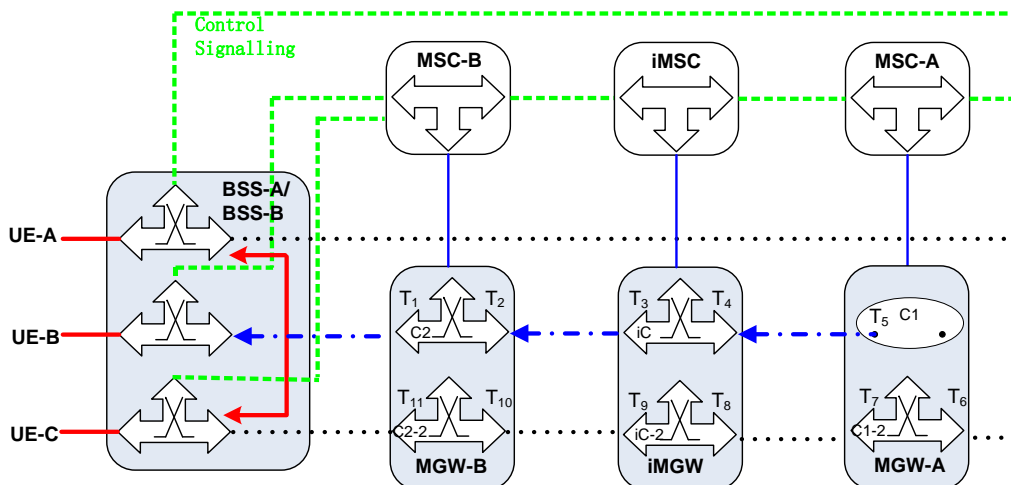 Control
Signalling
MSC-B
iMSC
MSC-A
BSS-A/
BSS-B
UE-A
T1 T2
T3 T4
T5 C1
UE-B
C2
iC
T11 T10
T9 T8
T7 T6
UE-C
C2-2
iC-2
C1-2
MGW-B
iMGW
MGW-A